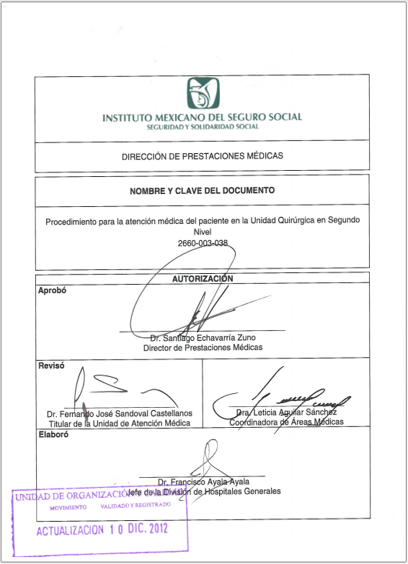 INSTITUTO MEXICANO DEL SEGURO SOCIAL
SEGURIDAD Y SOLIDARIDAD SOCIAL
DIRECCIÓN DE PRESTACIONES MÉDICAS
NOMBRE Y CLAVE DEL DOCUMENTO
Procedimiento para la atención médica del paciente en la Unidad Quirúrgica en Segundo
Nivel
2660-003-038
AUTORIZACIÓN
Aprobó
Dr. Santiago Echavarría Zuno
Director de Prestaciones Médicas
Revisó
Dr. Fernando José Sandoval Castellanos
Titular de la Unidad de Atención Médica
Dra. Leticia Aguilar Sánchez
Coordinadora de Áreas Médicas
Elaboró
Dr. Francisco Ayala Ayala
Jefe de la División de Hospitales Generales
UNIDAD DE ORGANIZACIÓN
MOVIMIENTO VALIDADO Y REGISTRADO
ACTUALIZACION 10 DIC. 2012